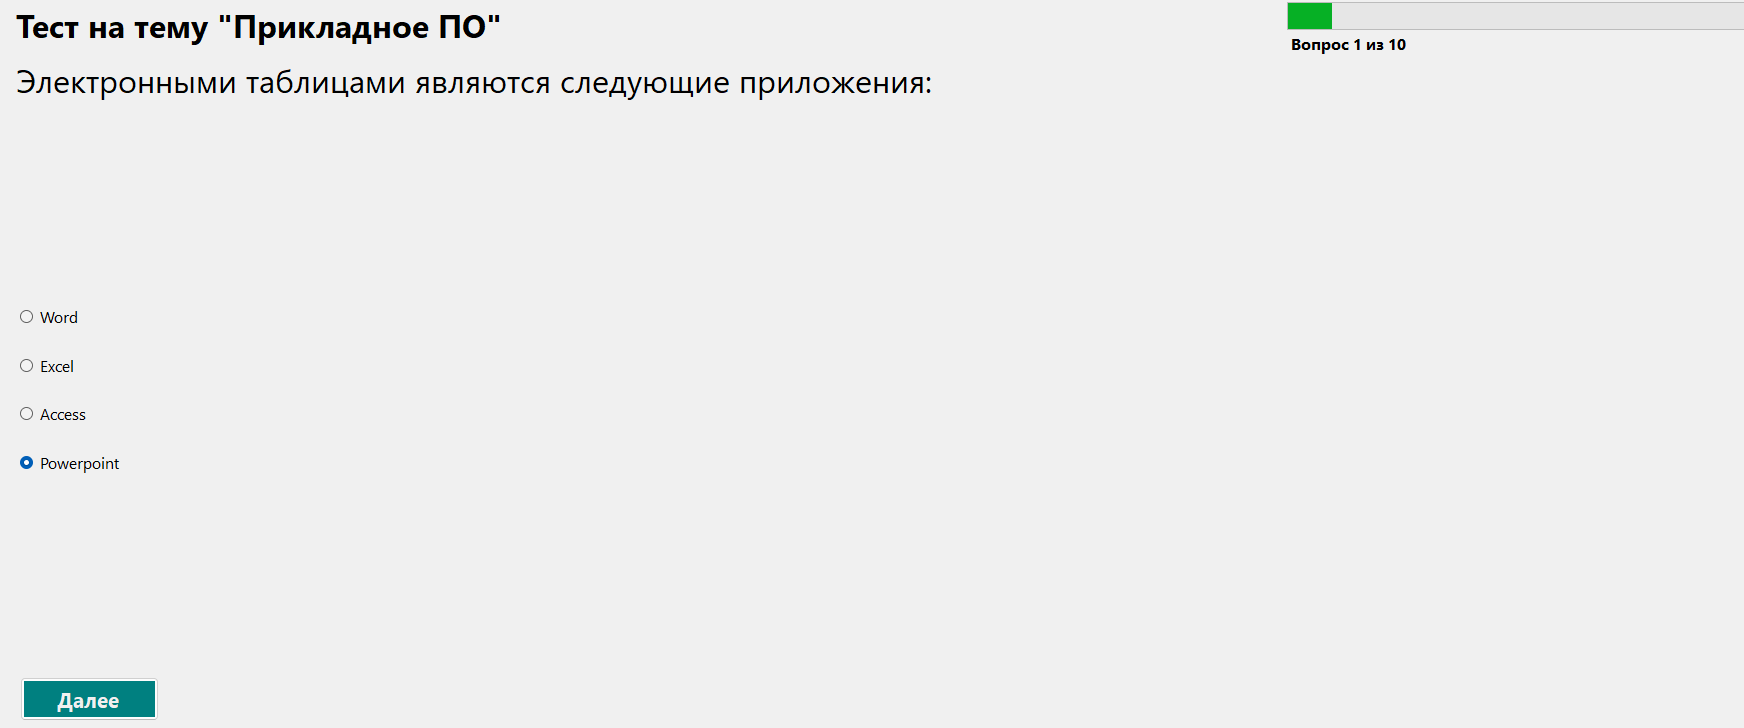 Тест на тему "Прикладное ПО"
Вопрос 1 из 10
Электронными таблицами являются следующие приложения:
Word
Excel
Access
Powerpoint
Далее